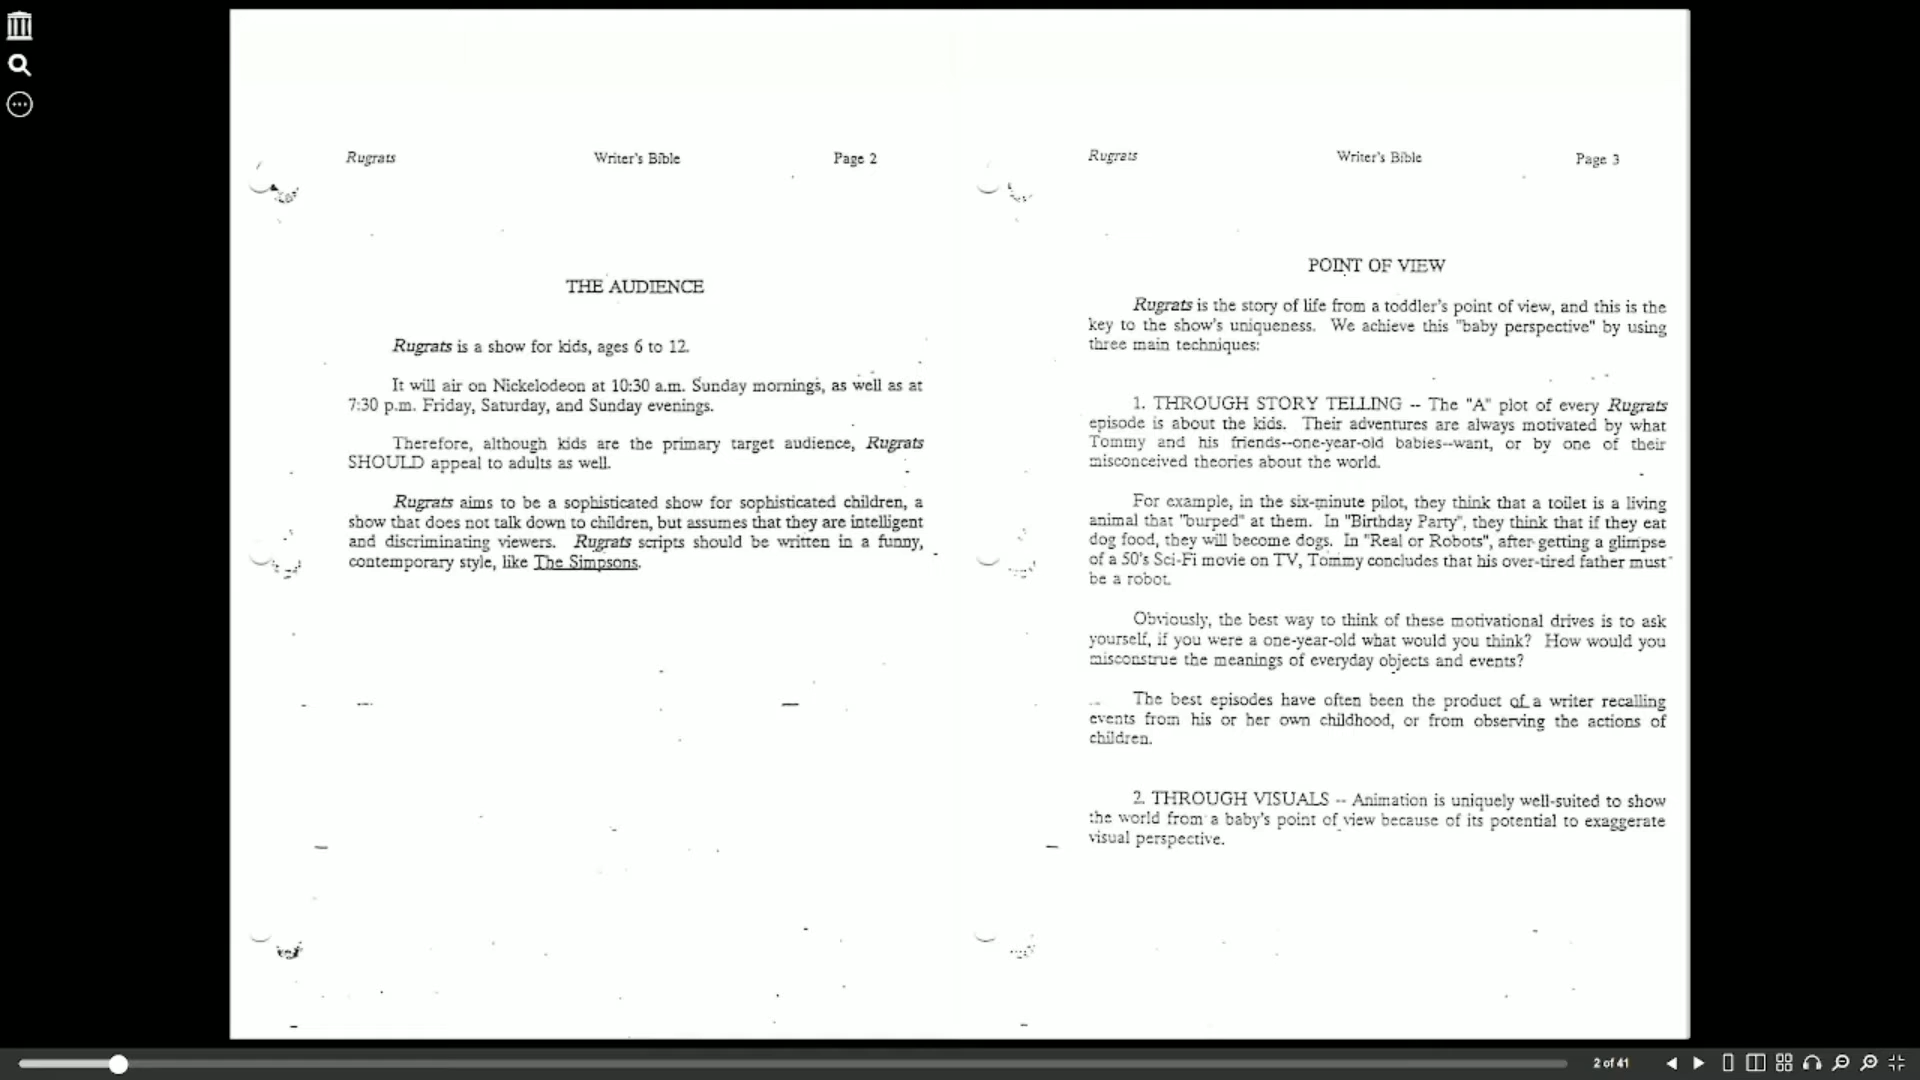 Rugrats Writer's Bible Page 2
THE AUDIENCE
Rugrats is a show for kids, ages 6 to 12.
It will air on Nickelodeon at 10:30 a.m. Sunday mornings, as well as at
7:30 p.m. Friday, Saturday, and Sunday evenings.
Therefore, although kids are the primary target audience, Rugrats
SHOULD appeal to adults as well.
Rugrats aims to be a sophisticated show for sophisticated children, a
show that does not talk down to children, but assumes that they are intelligent
and discriminating viewers. Rugrats scripts should be written in a funny,
contemporary style, like The Simpsons.
Rugrats Writer's Bible Page 3
POINT OF VIEW
Rugrats is the story of life from a toddler's point of view, and this is the
key to the show's uniqueness. We achieve this "baby perspective" by using
three main techniques:
1. THROUGH STORY TELLING -- The "A" plot of every Rugrats
episode is about the kids. Their adventures are always motivated by what
Tommy and his friends--one-year-old babies--want, or by one of their
misconceived theories about the world.
For example, in the six-minute pilot, they think that a toilet is a living
animal that "burped" at them. In "Birthday Party", they think that if they eat
dog food, they will become dogs. In "Real or Robots", after getting a glimpse
of a 50's Sci-Fi movie on TV, Tommy concludes that his over-tired father must
be a robot.
Obviously, the best way to think of these motivational drives is to ask
yourself, if you were a one-year-old what would you think? How would you
misconstrue the meanings of everyday objects and events?
The best episodes have often been the product of a writer recalling
events from his or her own childhood, or from observing the actions of
children.
2. THROUGH VISUALS -- Animation is uniquely well-suited to show
the world from a baby's point of view because of its potential to exaggerate
visual perspective.
2 of 41